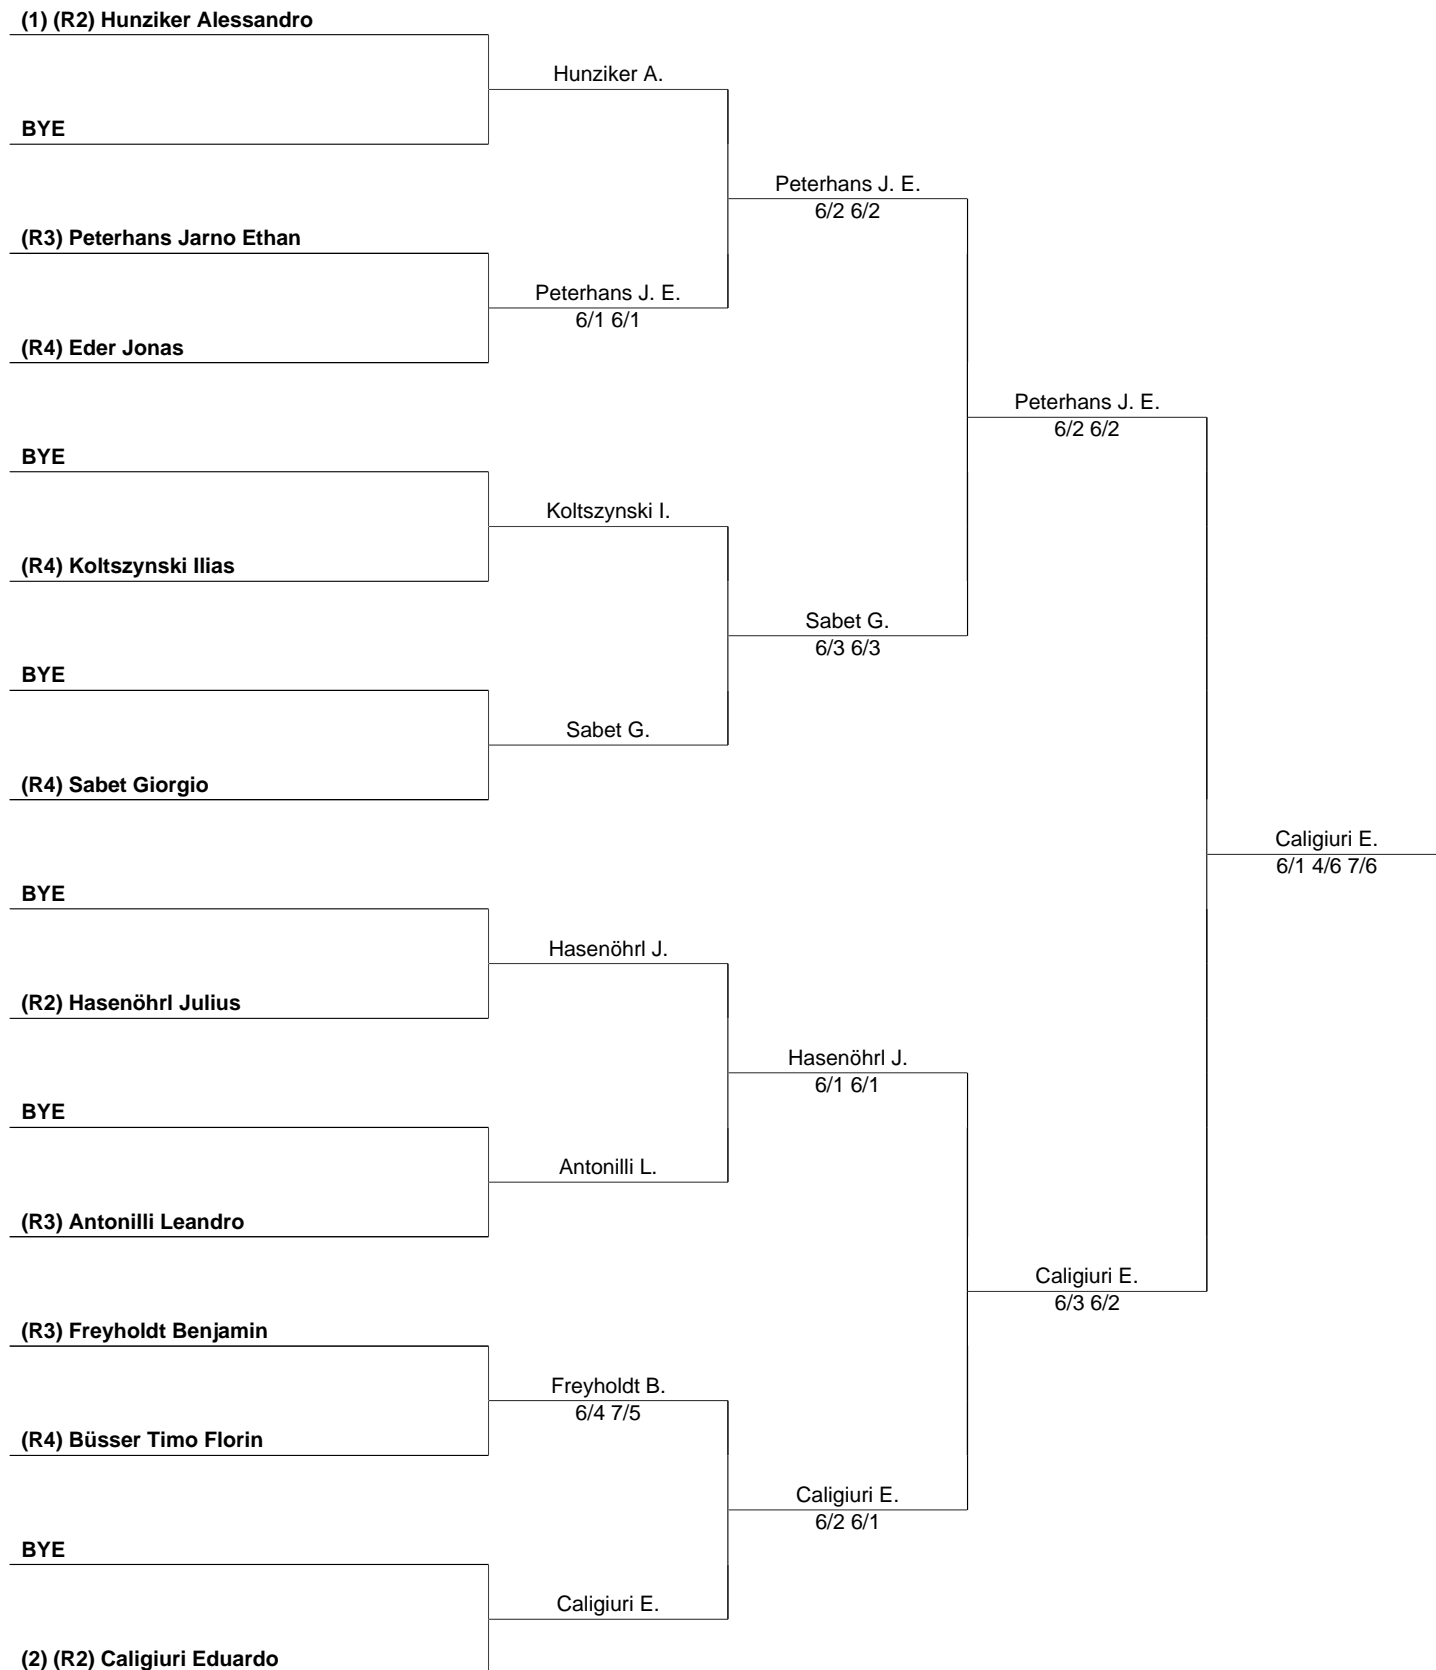 (1) (R2) Hunziker Alessandro
Hunziker A.
BYE
Peterhans J. E.
6/2 6/2
(R3) Peterhans Jarno Ethan
Peterhans J. E.
6/1 6/1
(R4) Eder Jonas
Peterhans J. E.
6/2 6/2
BYE
Koltszynski I.
(R4) Koltszynski Ilias
Sabet G.
6/3 6/3
BYE
Sabet G.
(R4) Sabet Giorgio
Caligiuri E.
6/1 4/6 7/6
BYE
Hasenöhrl J.
(R2) Hasenöhrl Julius
Hasenöhrl J.
6/1 6/1
BYE
Antonilli L.
(R3) Antonilli Leandro
Caligiuri E.
6/3 6/2
(R3) Freyholdt Benjamin
Freyholdt B.
6/4 7/5
(R4) Büsser Timo Florin
Caligiuri E.
6/2 6/1
BYE
Caligiuri E.
(2) (R2) Caligiuri Eduardo